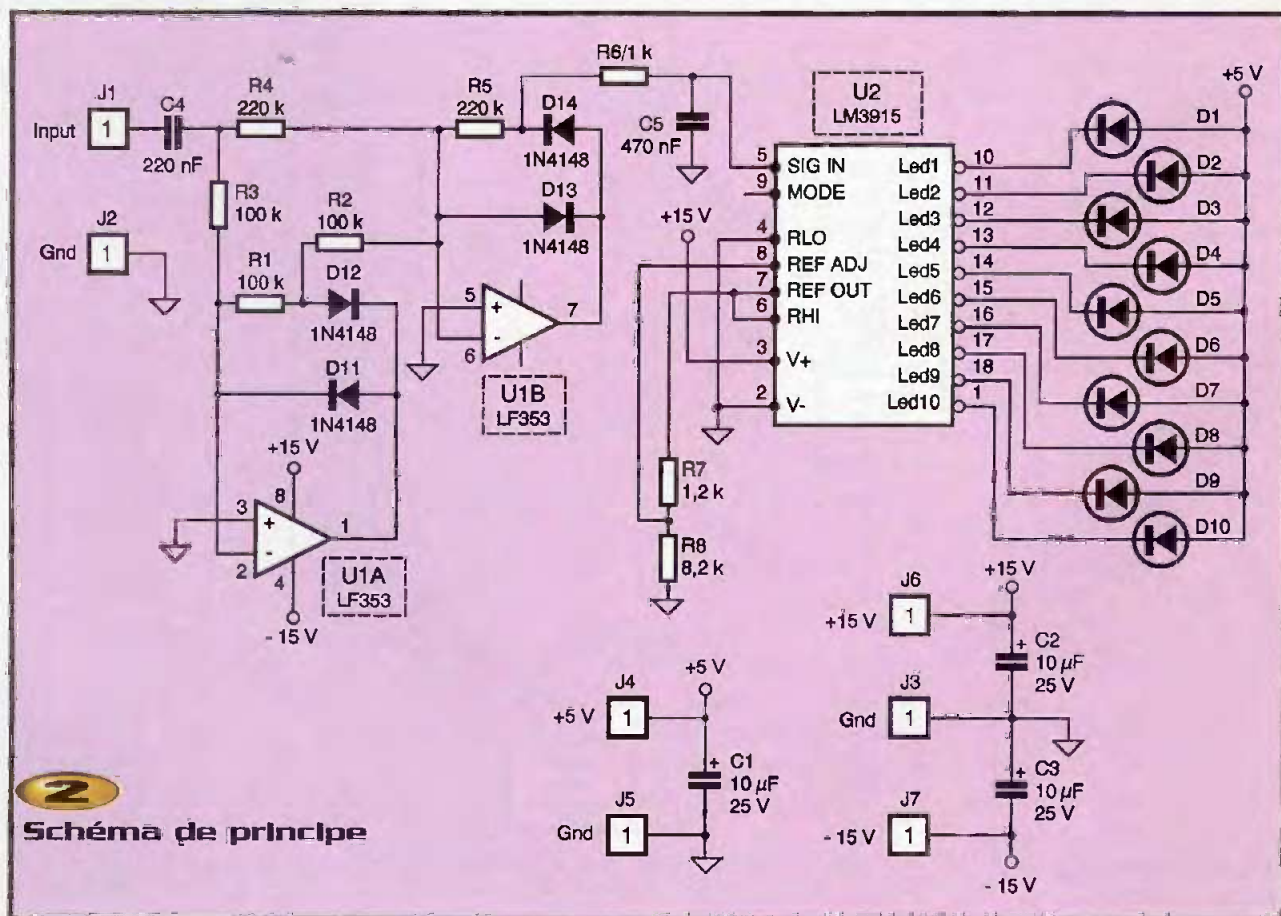 J1
1
Input
C4
220 nF
R4
220 k
R5
220 k
R6/1 k
D14
1N4148
D13
1N4148
C5
470 nF
R3
100 k
R2
100 k
J2
1
Gnd
R1
100 k
D12
1N4148
D11
1N4148
5
+
-
6
7
U1B
LF353
+15 V
8
3
+
-
2
1
4
- 15 V
U1A
LF353
U2
LM3915
5 SIG IN
9 MODE
4 RLO
8 REF ADJ
7 REF OUT
6 RHI
3 V+
2 V-
+15 V
Led1 10
Led2 11
Led3 12
Led4 13
Led5 14
Led6 15
Led7 16
Led8 17
Led9 18
Led10 1
+5 V
D1
D2
D3
D4
D5
D6
D7
D8
D9
D10
R7
1,2 k
R8
8,2 k
J4
+5 V
1
+5 V
+ C1
10 µF
25 V
J5
Gnd
1
J6
+15 V
1
+15 V
+ C2
10 µF
25 V
J3
Gnd
1
+ C3
10 µF
25 V
J7
- 15 V
1
- 15 V
2
Schéma de principe